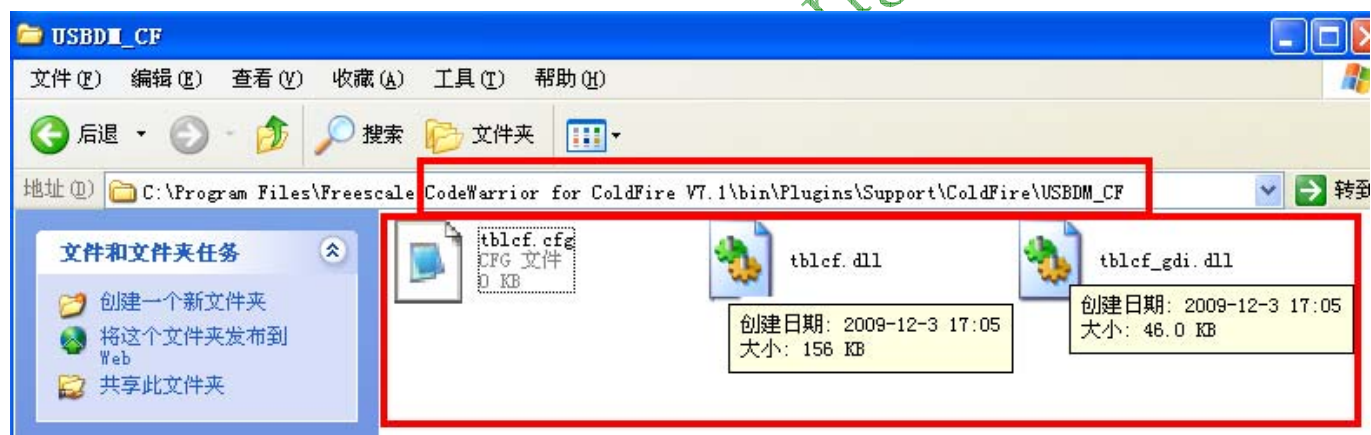 USBDM_CF
文件(F) 编辑(E) 查看(V) 收藏(A) 工具(T) 帮助(H)
后退 搜索 文件夹
地址(D) C:\Program Files\Freescale CodeWarrior for ColdFire V7.1\bin\Plugins\Support\ColdFire\USBDM_CF 转到
文件和文件夹任务
创建一个新文件夹
将这个文件夹发布到
Web
共享此文件夹
tblcf.cfg
CFG 文件
0 KB
tblcf.dll
创建日期: 2009-12-3 17:05
大小: 156 KB
tblcf_gdi.dll
创建日期: 2009-12-3 17:05
大小: 46.0 KB